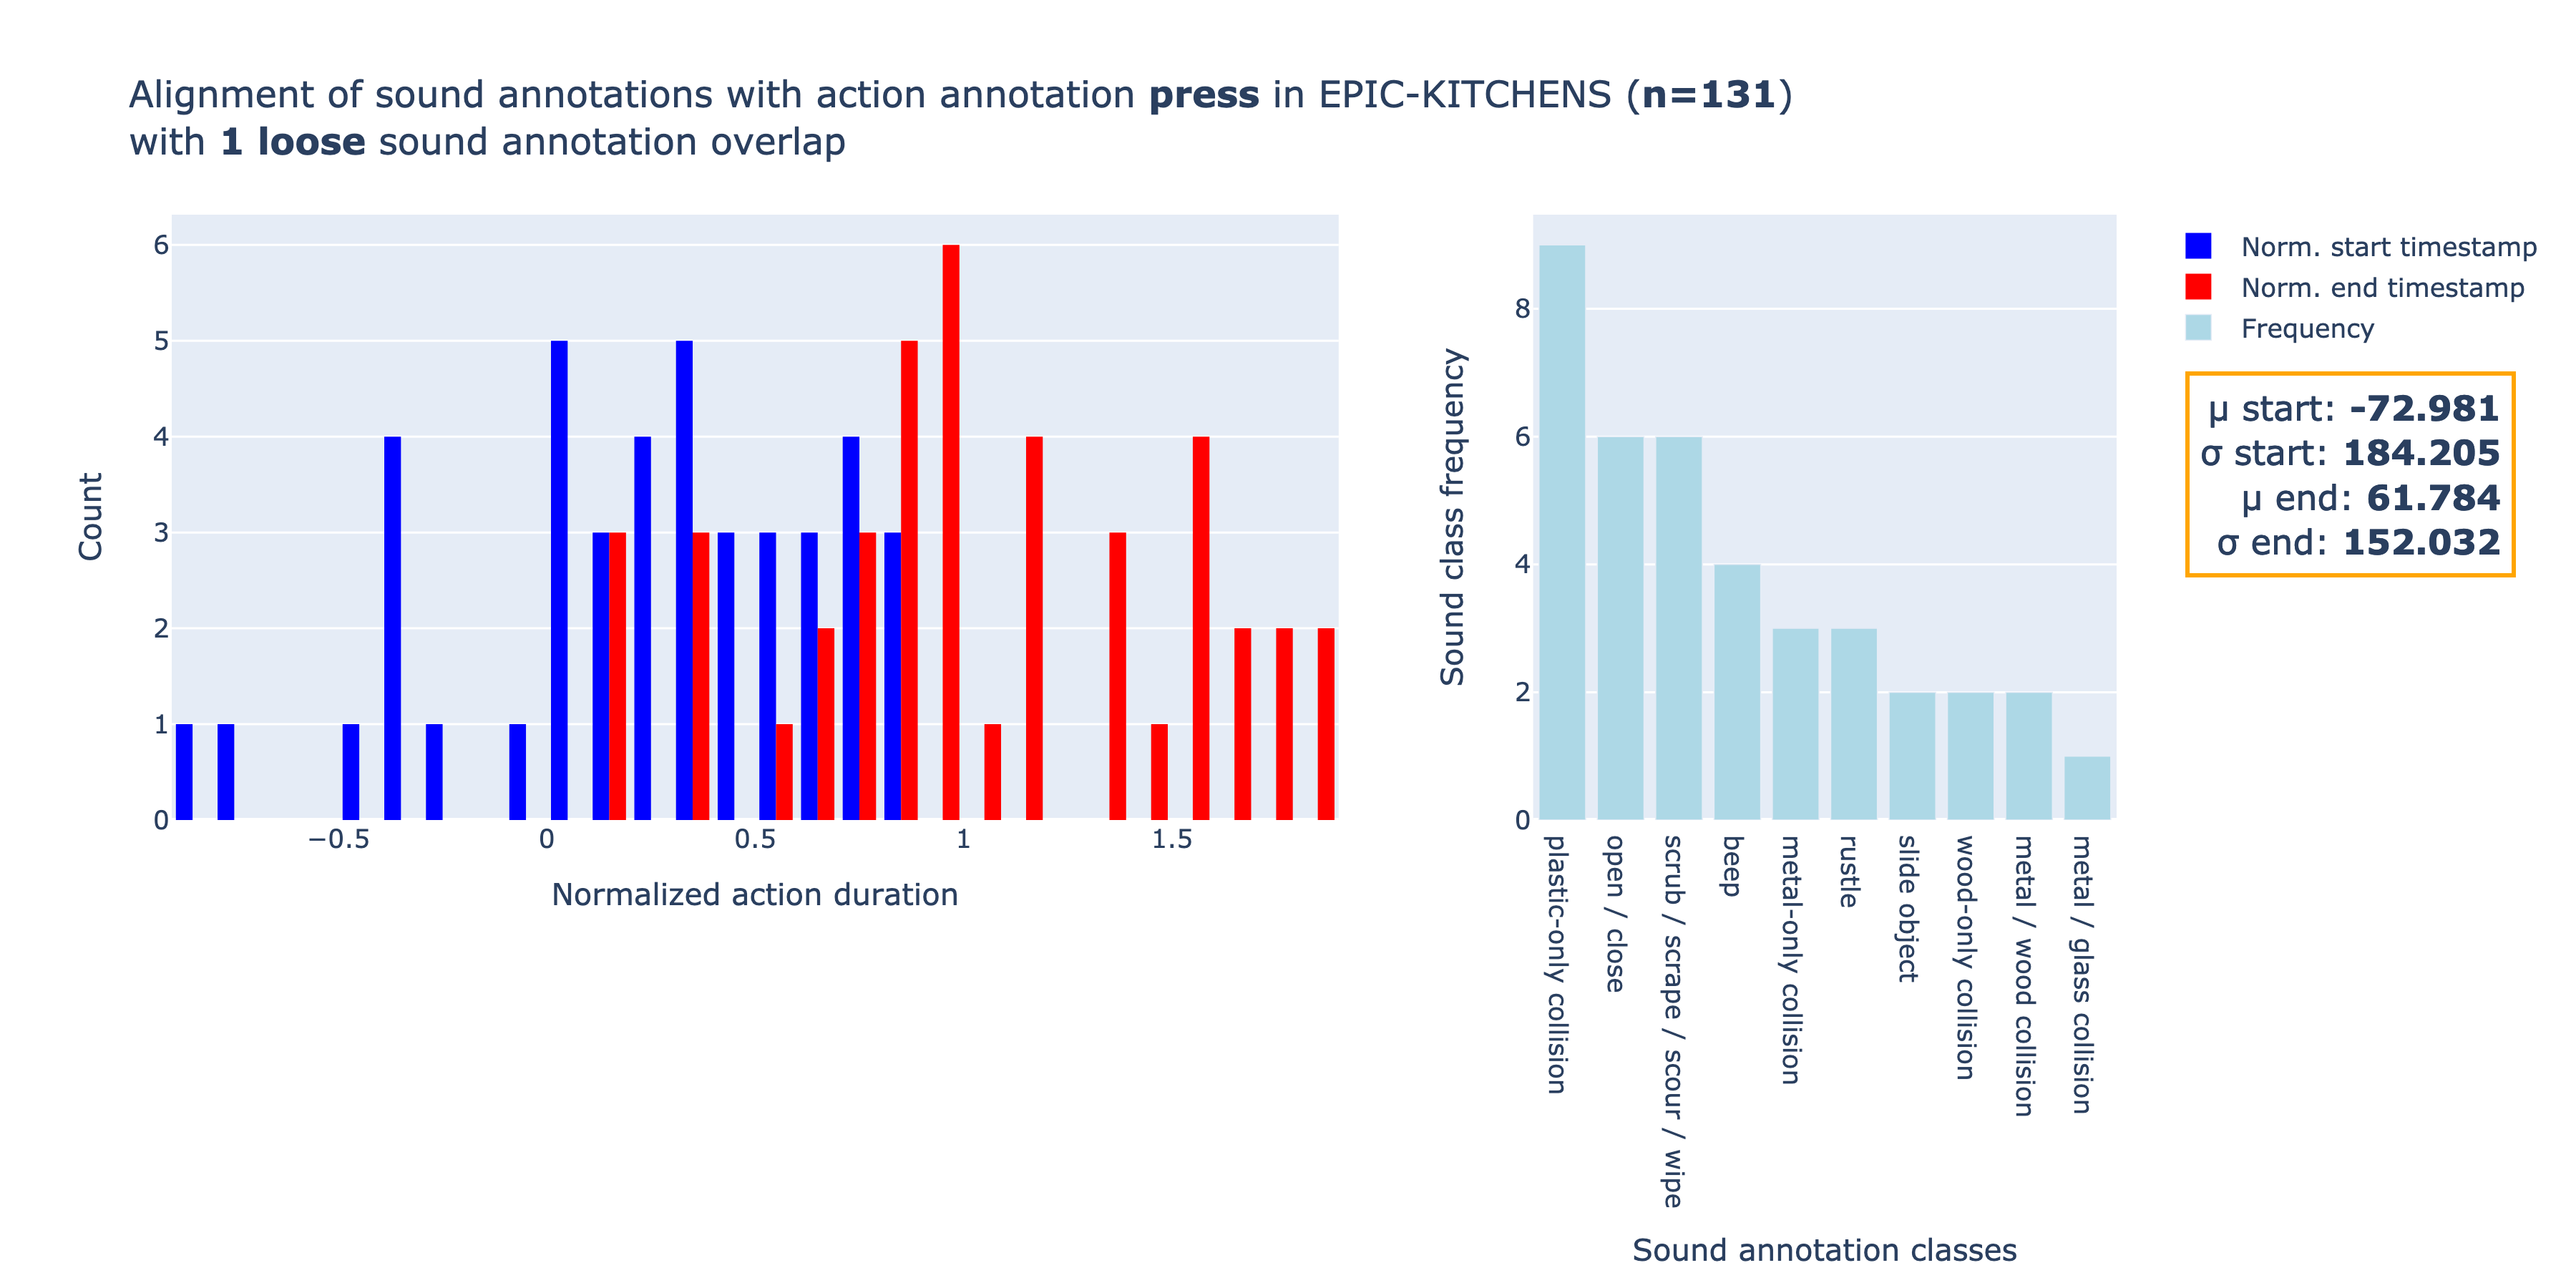 Alignment of sound annotations with action annotation press in EPIC-KITCHENS (n=131)
with 1 loose sound annotation overlap
Count
6
5
4
3
2
1
0
−0.5
0
0.5
1
1.5
Normalized action duration
Sound class frequency
8
6
4
2
0
plastic-only collision
open / close
scrub / scrape / scour / wipe
beep
metal-only collision
rustle
slide object
wood-only collision
metal / wood collision
metal / glass collision
Sound annotation classes
Norm. start timestamp
Norm. end timestamp
Frequency
μ start: -72.981
σ start: 184.205
μ end: 61.784
σ end: 152.032